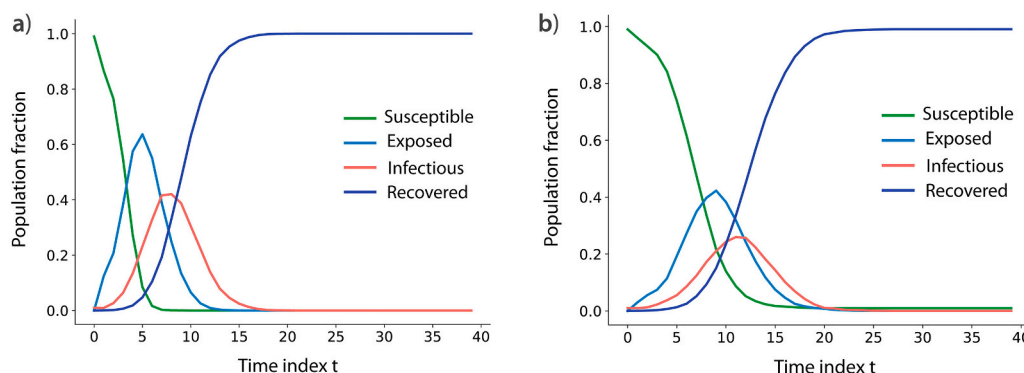 a)
Population fraction
1.0
0.8
0.6
0.4
0.2
0.0
Susceptible
Exposed
Infectious
Recovered
0 5 10 15 20 25 30 35 40
Time index t
b)
Population fraction
1.0
0.8
0.6
0.4
0.2
0.0
Susceptible
Exposed
Infectious
Recovered
0 5 10 15 20 25 30 35 40
Time index t